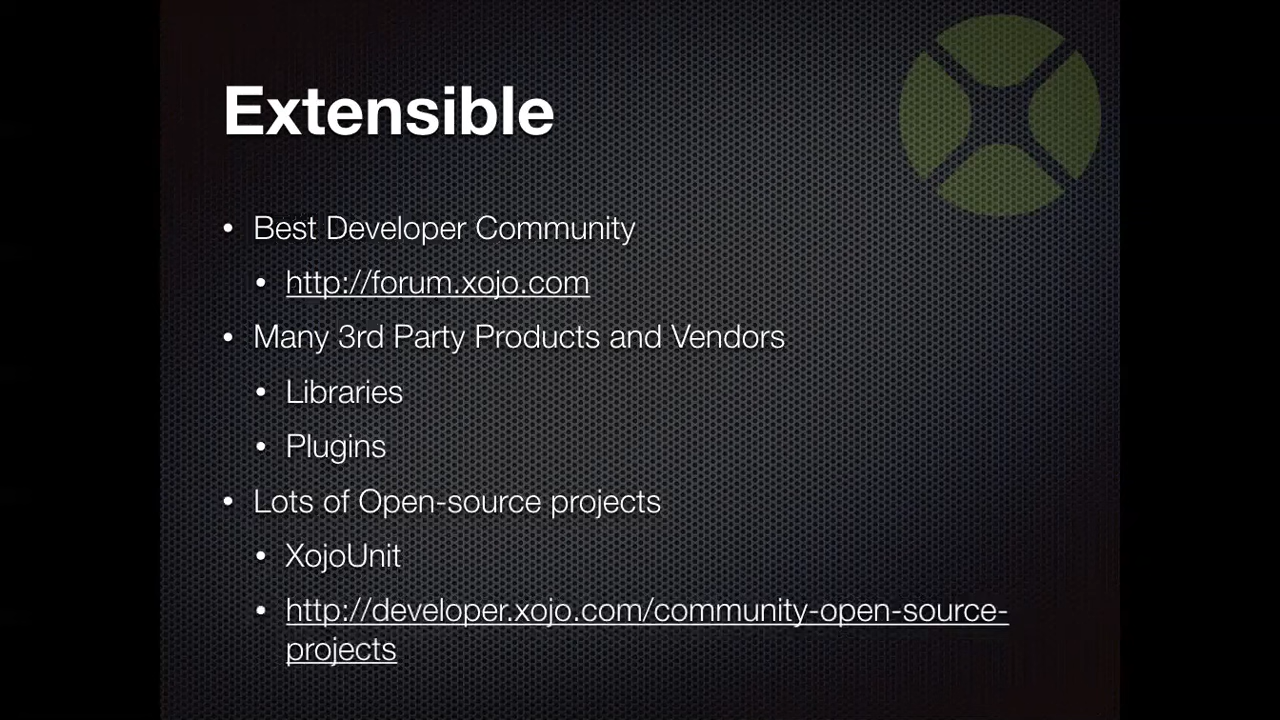 Extensible
• Best Developer Community
• http://forum.xojo.com
• Many 3rd Party Products and Vendors
• Libraries
• Plugins
• Lots of Open-source projects
• XojoUnit
• http://developer.xojo.com/community-open-source-
projects